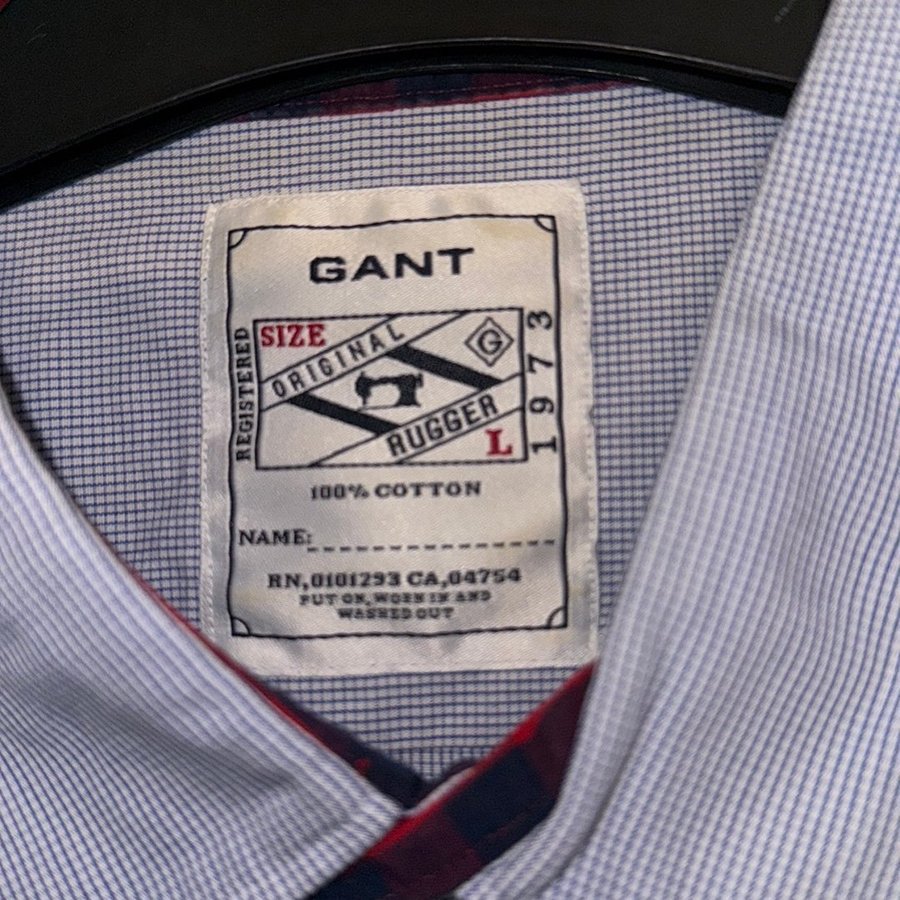 GANT
REGISTERED
SIZE
ORIGINAL
G
RUGGER
L
1973
100% COTTON
NAME:
RN,0101293 CA,04754
PUT ON, WORN IN AND
WASHED OUT